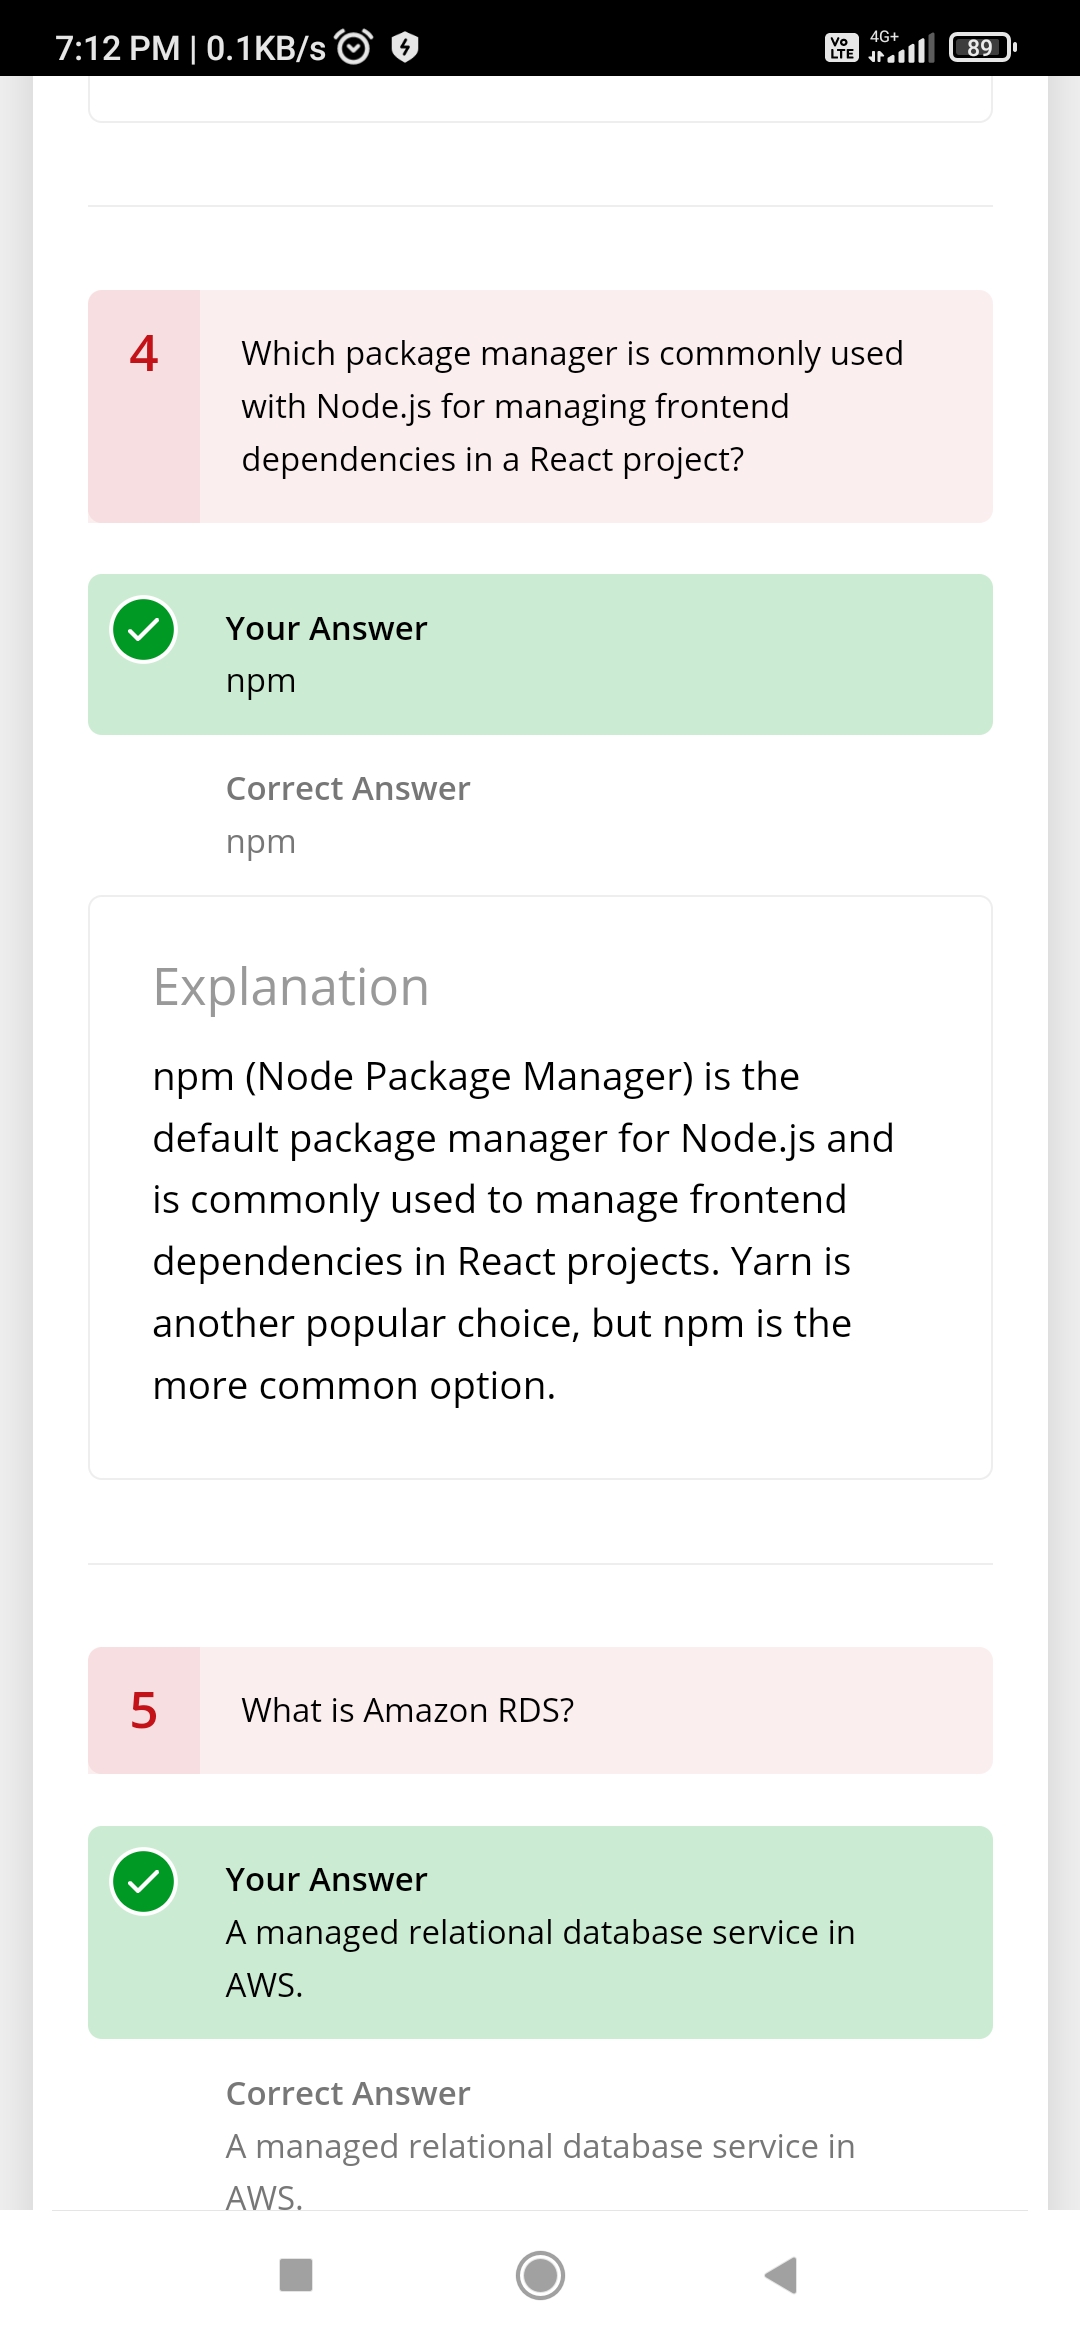 7:12 PM | 0.1KB/s
Vo LTE 4G+ 89
4
Which package manager is commonly used
with Node.js for managing frontend
dependencies in a React project?
Your Answer
npm
Correct Answer
npm
Explanation
npm (Node Package Manager) is the
default package manager for Node.js and
is commonly used to manage frontend
dependencies in React projects. Yarn is
another popular choice, but npm is the
more common option.
5
What is Amazon RDS?
Your Answer
A managed relational database service in
AWS.
Correct Answer
A managed relational database service in
AWS.